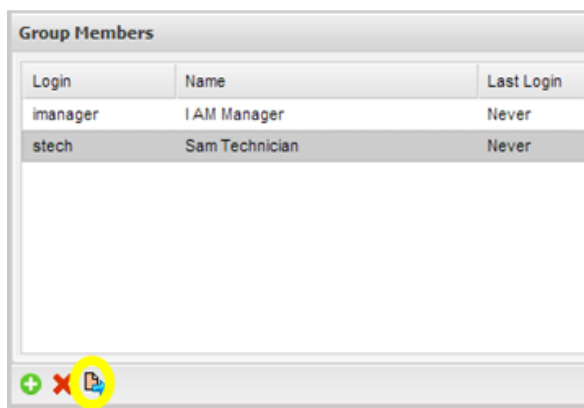 Group Members
Login Name Last Login
imanager I AM Manager Never
stech Sam Technician Never